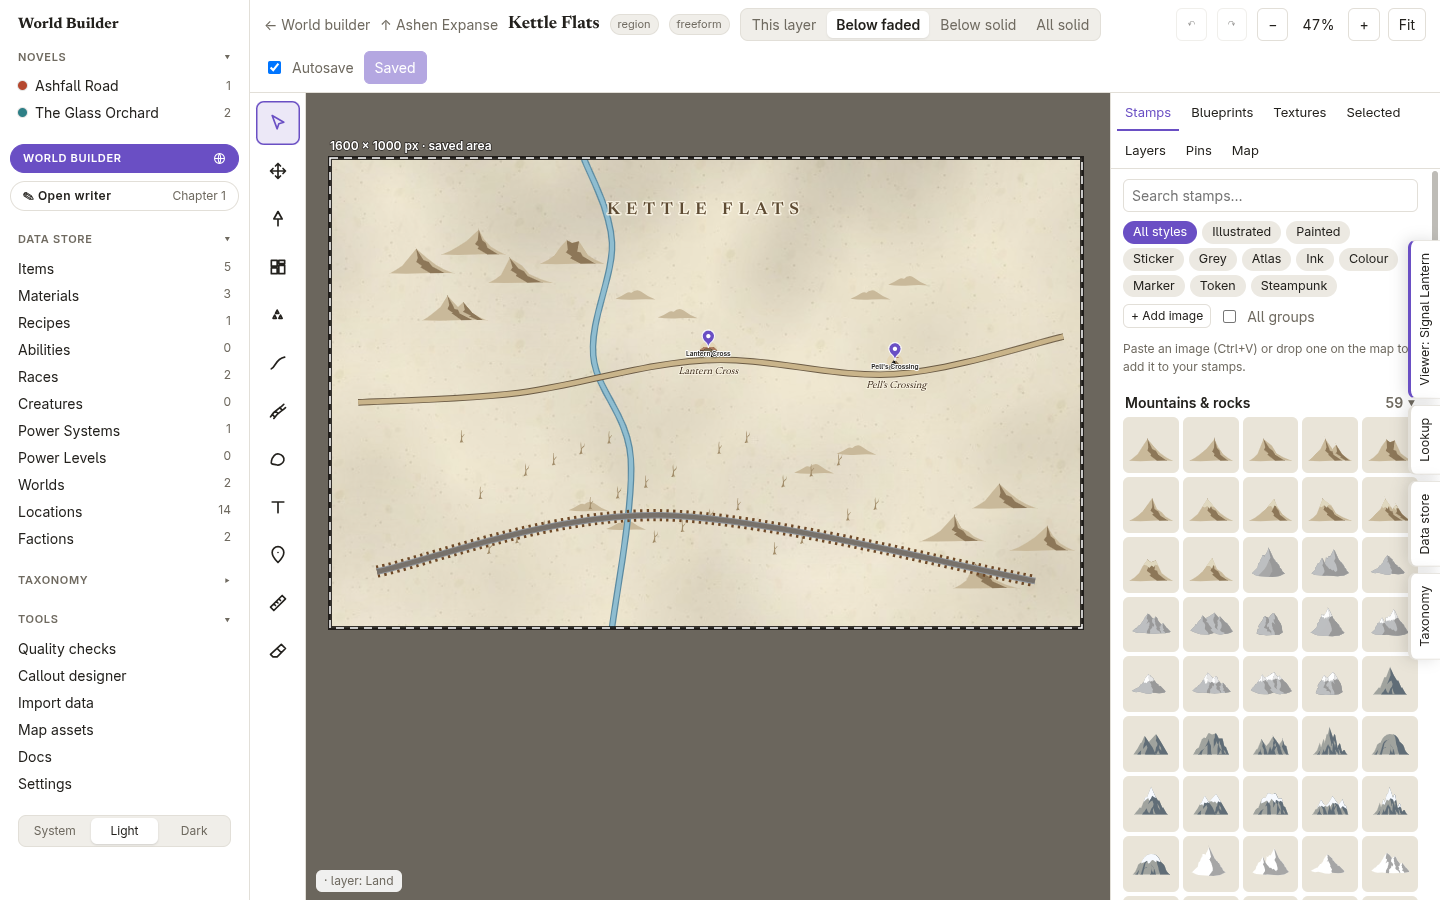 World Builder
NOVELS
Ashfall Road 1
The Glass Orchard 2
WORLD BUILDER
Open writer Chapter 1
DATA STORE
Items 5
Materials 3
Recipes 1
Abilities 0
Races 2
Creatures 0
Power Systems 1
Power Levels 0
Worlds 2
Locations 14
Factions 2
TAXONOMY
TOOLS
Quality checks
Callout designer
Import data
Map assets
Docs
Settings
System Light Dark
← World builder ↑ Ashen Expanse Kettle Flats region freeform This layer Below faded Below solid All solid − 47% + Fit
Autosave Saved
1600 × 1000 px · saved area
KETTLE FLATS
Lantern Cross
Lantern Cross
Pell's Crossing
Pell's Crossing
· layer: Land
Stamps Blueprints Textures Selected
Layers Pins Map
Search stamps...
All styles Illustrated Painted
Sticker Grey Atlas Ink Colour
Marker Token Steampunk
+ Add image All groups
Paste an image (Ctrl+V) or drop one on the map to
add it to your stamps.
Mountains & rocks 59
Viewer: Signal Lantern
Lookup
Data store
Taxonomy